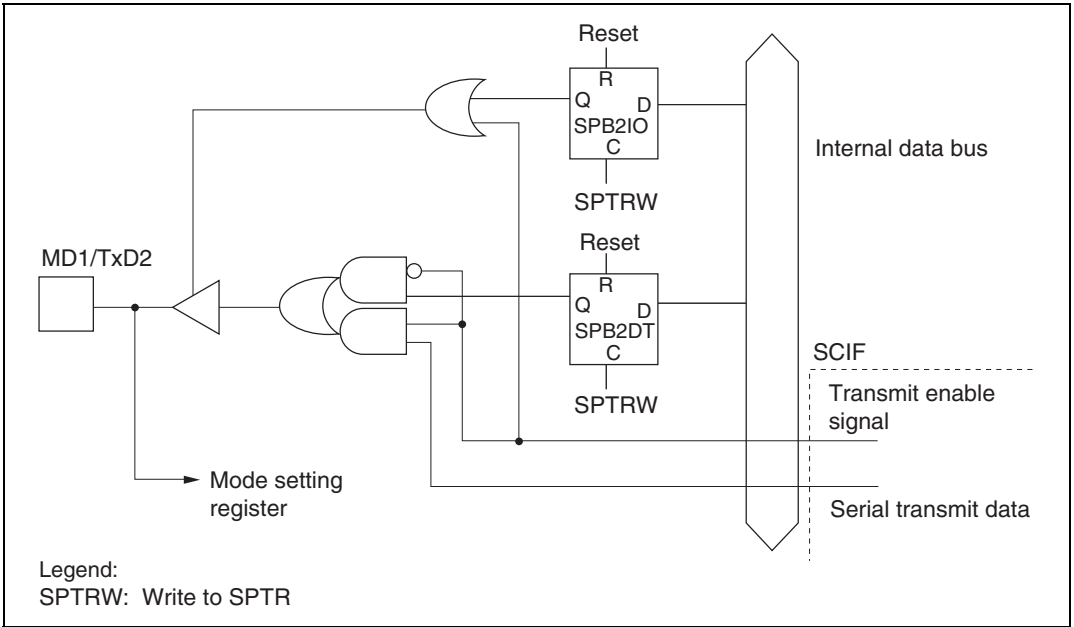 Reset
R
Q
D
SPB2IO
C
SPTRW
Internal data bus
Reset
R
Q
D
SPB2DT
C
SPTRW
MD1/TxD2
SCIF
Transmit enable
signal
Mode setting
register
Serial transmit data
Legend:
SPTRW: Write to SPTR